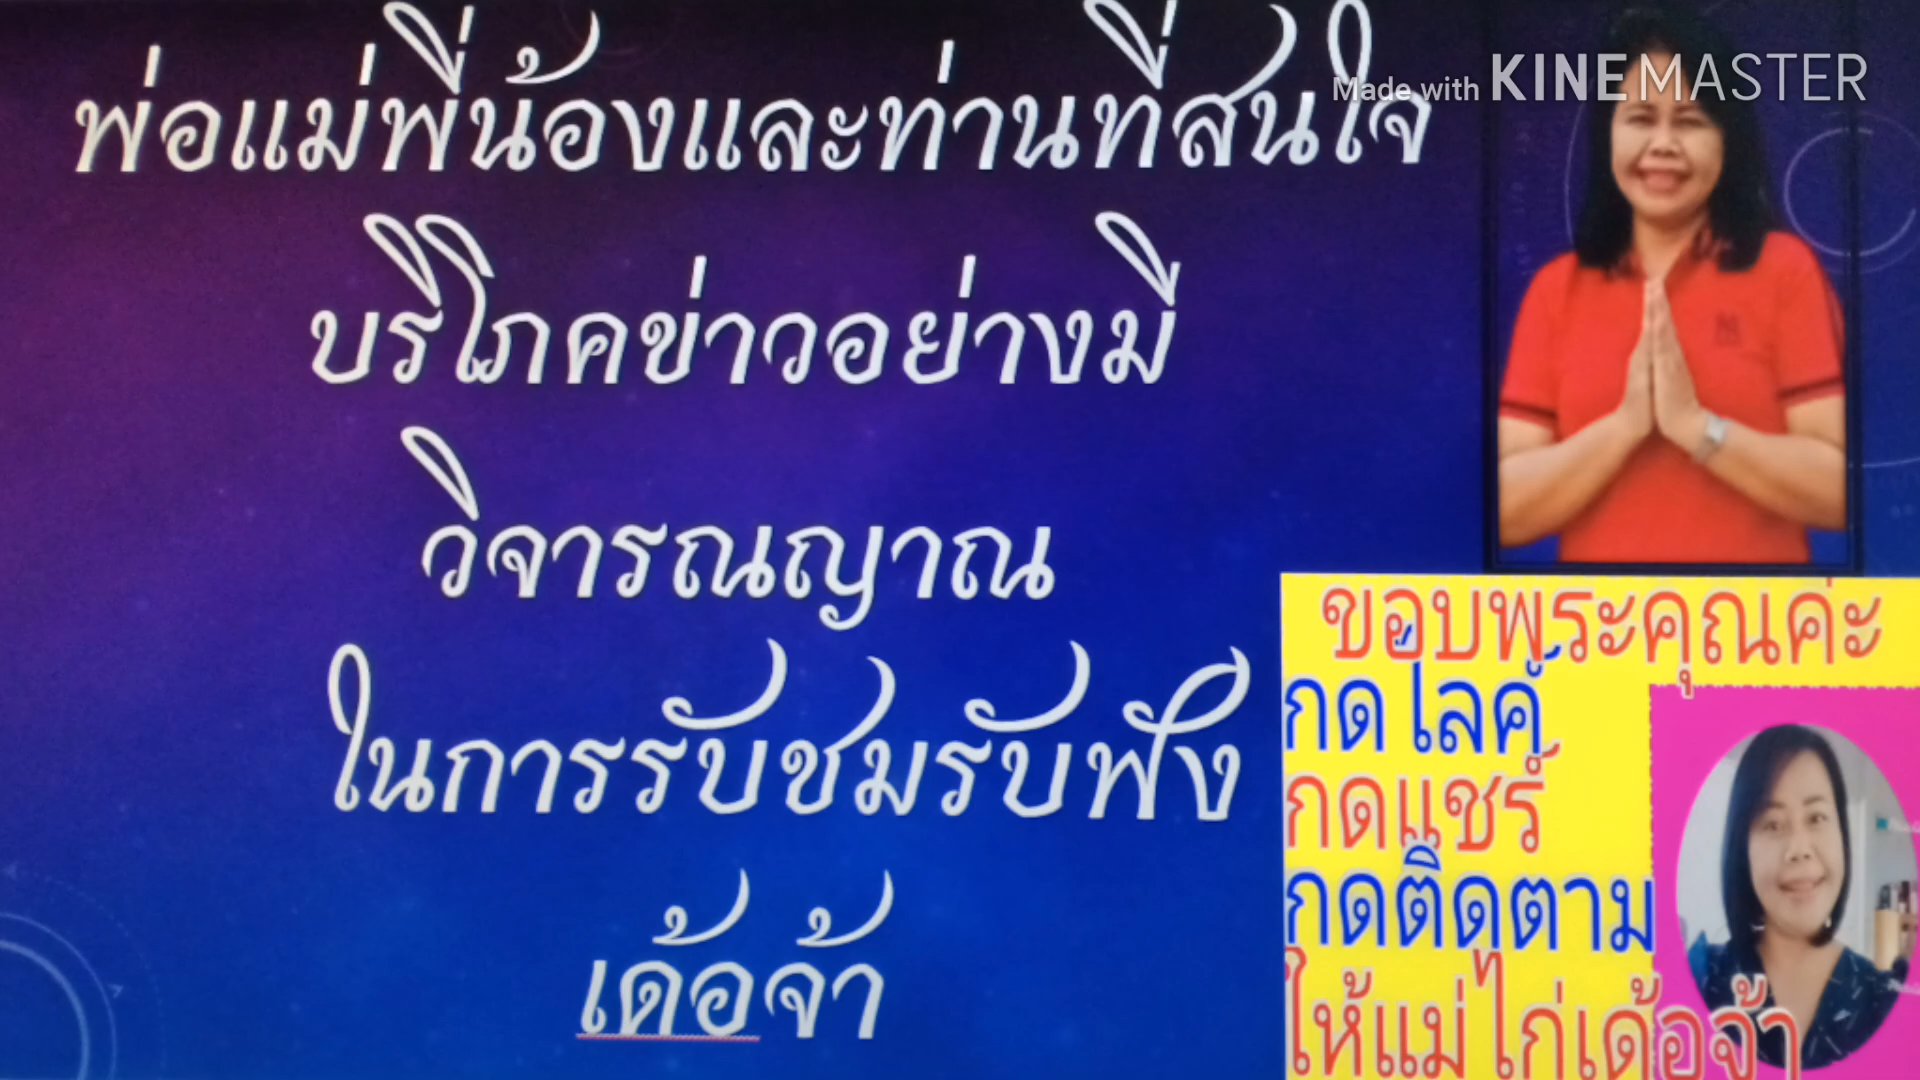 พ่อแม่พี่น้องและท่านที่สนใจ
บริโภคข่าวอย่างมี
วิจารณญาณ
ในการรับชมรับฟัง
เด้อจ้า
Made with KINEMASTER
ขอบพระคุณค่ะ
กดไลค์
กดแชร์
กดติดตาม
ให้แม่ไก่เด้อจ้า